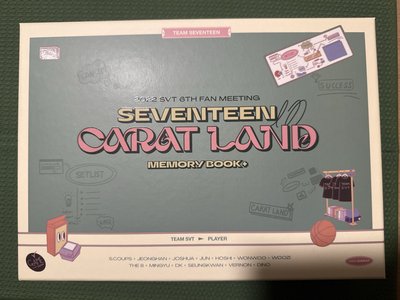 TEAM SEVENTEEN
2022 SVT 6TH FAN MEETING
SUCCESS
SEVENTEEN
CARAT LAND
MEMORY BOOK+
SETLIST
CARAT LAND
TEAM SVT PLAYER
S.COUPS • JEONGHAN • JOSHUA • JUN • HOSHI • WONWOO • WOOZI
THE 8 • MINGYU • DK • SEUNGKWAN • VERNON • DINO